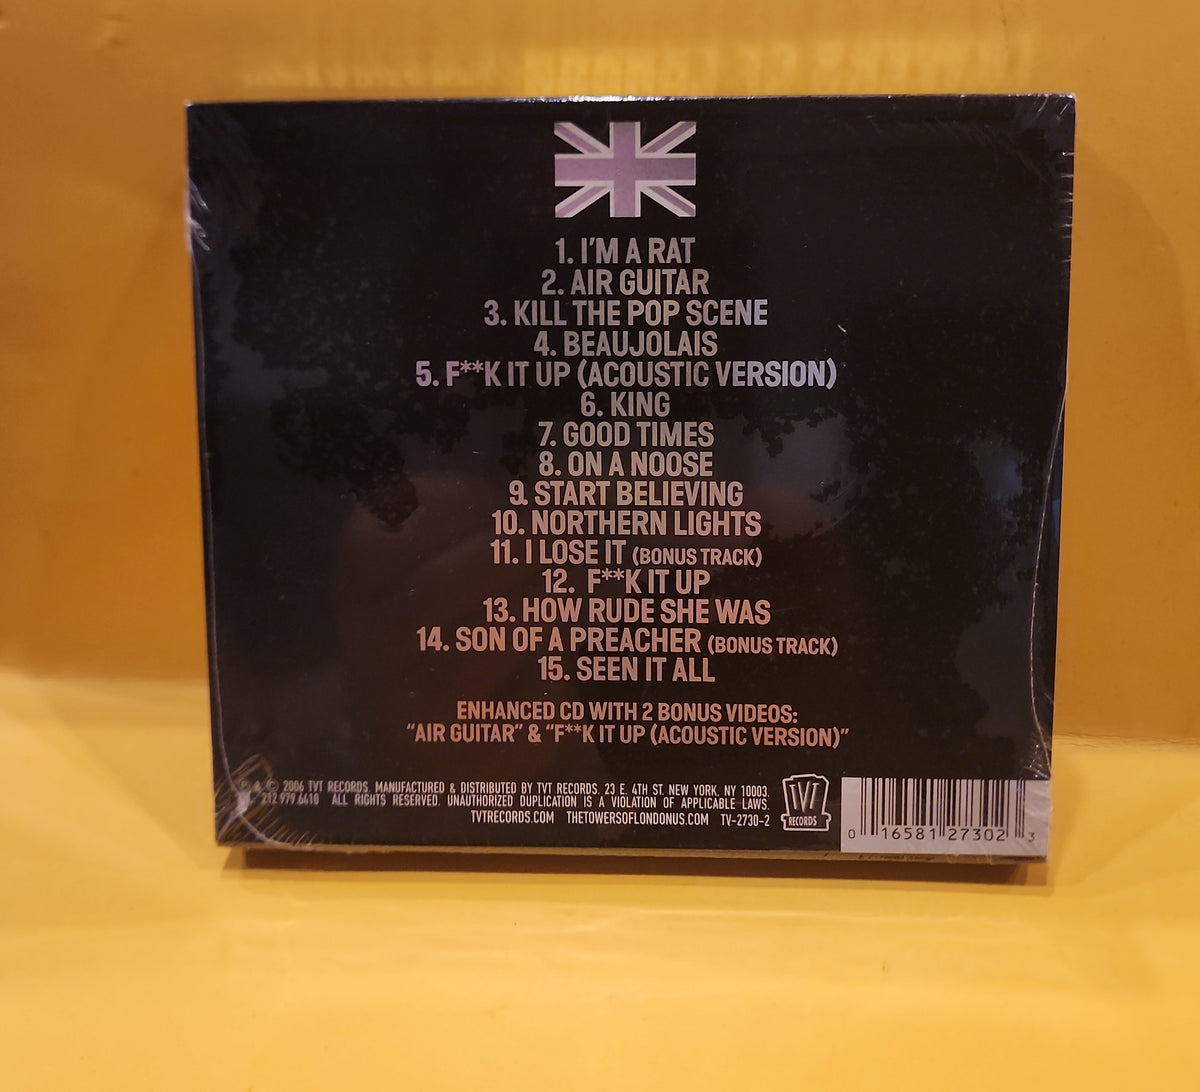 1. I'M A RAT
2. AIR GUITAR
3. KILL THE POP SCENE
4. BEAUJOLAIS
5. F**K IT UP (ACOUSTIC VERSION)
6. KING
7. GOOD TIMES
8. ON A NOOSE
9. START BELIEVING
10. NORTHERN LIGHTS
11. I LOSE IT (BONUS TRACK)
12. F**K IT UP
13. HOW RUDE SHE WAS
14. SON OF A PREACHER (BONUS TRACK)
15. SEEN IT ALL
ENHANCED CD WITH 2 BONUS VIDEOS:
"AIR GUITAR" & "F**K IT UP (ACOUSTIC VERSION)"
℗ & © 2006 TVT RECORDS. MANUFACTURED & DISTRIBUTED BY TVT RECORDS. 23 E. 4TH ST. NEW YORK. NY 10003.
212 979 6410 ALL RIGHTS RESERVED. UNAUTHORIZED DUPLICATION IS A VIOLATION OF APPLICABLE LAWS.
TVTRECORDS.COM THETOWERSOFLONDONUS.COM TV-2730-2
TVT
RECORDS
0 16581 27302 3